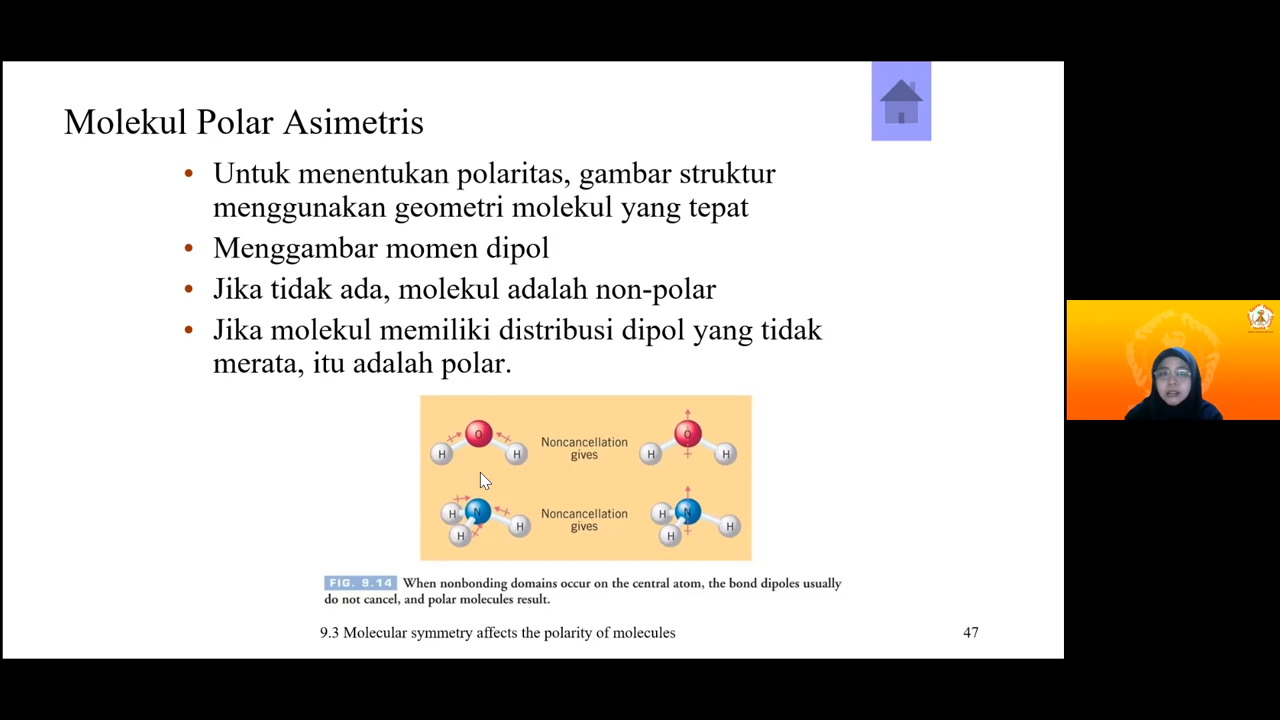 Molekul Polar Asimetris
• Untuk menentukan polaritas, gambar struktur
menggunakan geometri molekul yang tepat
• Menggambar momen dipol
• Jika tidak ada, molekul adalah non-polar
• Jika molekul memiliki distribusi dipol yang tidak
merata, itu adalah polar.
O
H
H
Noncancellation
gives
O
H
H
H
N
H
H
Noncancellation
gives
H
N
H
H
FIG. 9.14 When nonbonding domains occur on the central atom, the bond dipoles usually
do not cancel, and polar molecules result.
9.3 Molecular symmetry affects the polarity of molecules
47